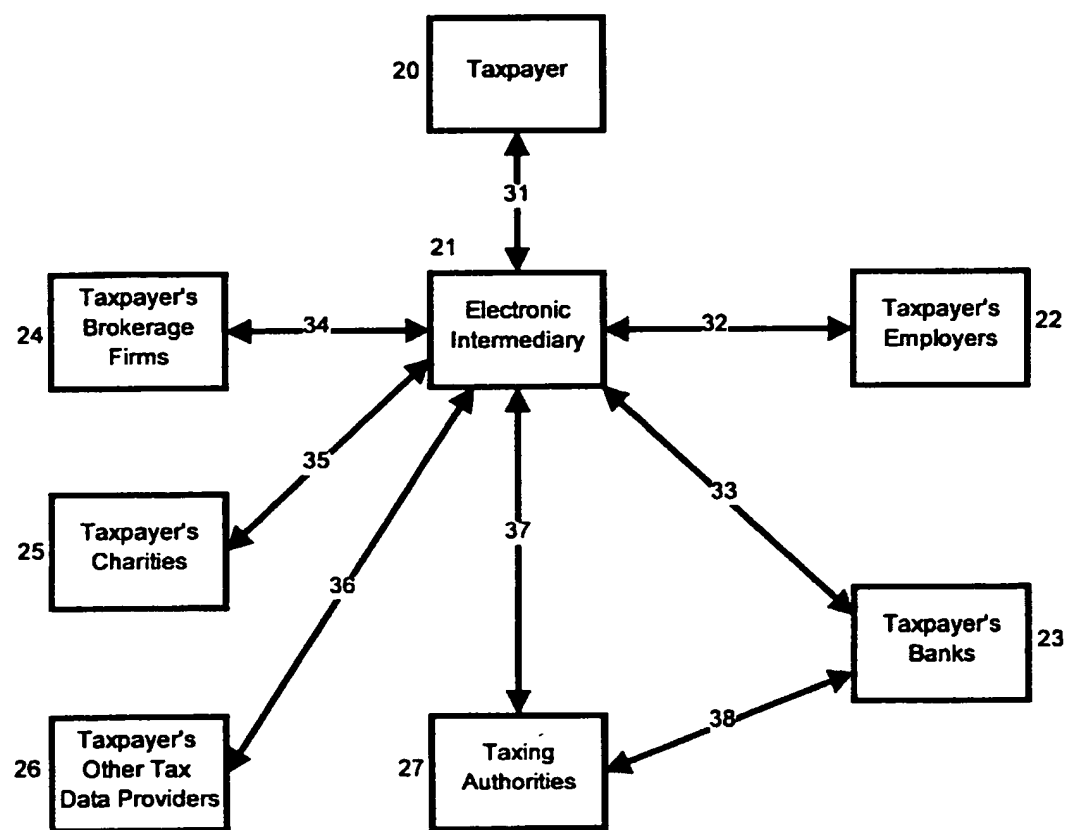 20
Taxpayer
31
21
Electronic
Intermediary
24
Taxpayer's
Brokerage
Firms
34
32
Taxpayer's
Employers
22
35
33
25
Taxpayer's
Charities
37
36
Taxpayer's
Banks
23
38
26
Taxpayer's
Other Tax
Data Providers
27
Taxing
Authorities